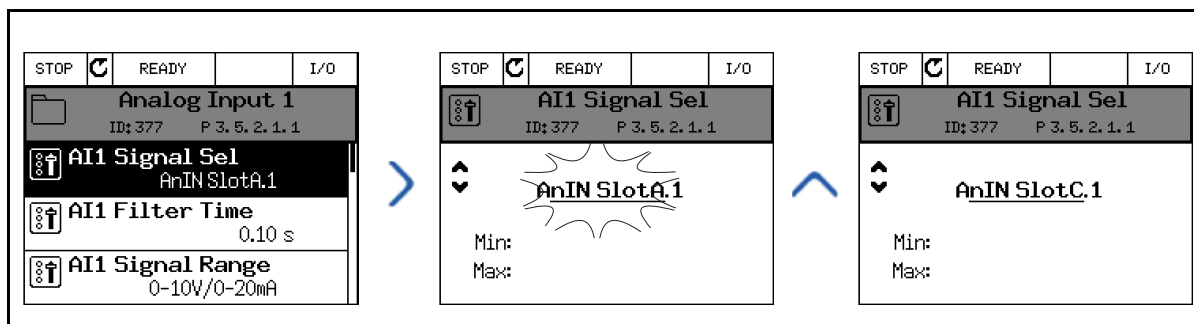 STOP READY I/O
Analog Input 1
ID:377 P3.5.2.1.1
AI1 Signal Sel
AnIN SlotA.1
AI1 Filter Time
0.10 s
AI1 Signal Range
0-10V/0-20mA
STOP READY I/O
AI1 Signal Sel
ID:377 P3.5.2.1.1
AnIN SlotA.1
Min:
Max:
STOP READY I/O
AI1 Signal Sel
ID:377 P3.5.2.1.1
AnIN SlotC.1
Min:
Max: